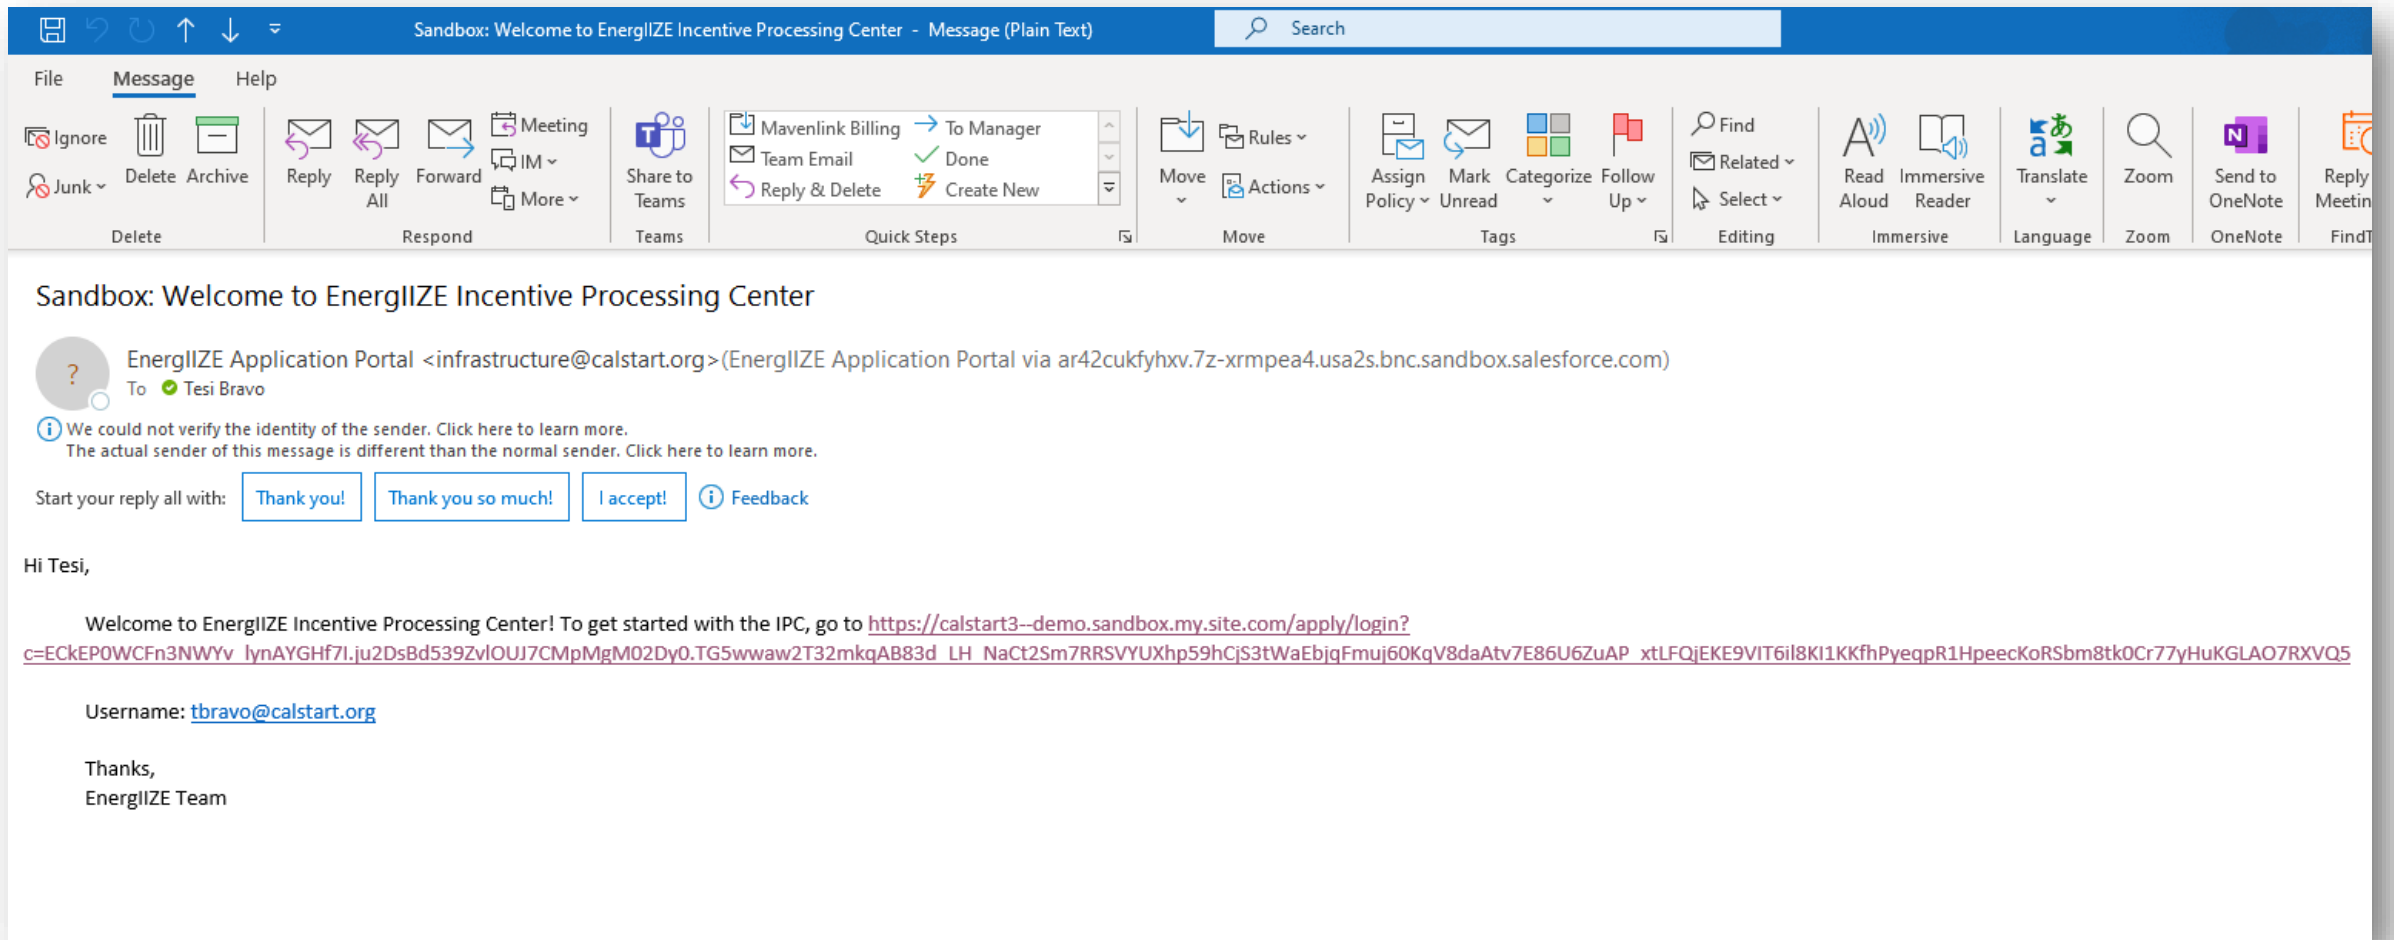 Sandbox: Welcome to EnergIIZE Incentive Processing Center - Message (Plain Text)
Search
File Message Help
Ignore
Junk
Delete
Archive
Delete
Reply
Reply All
Forward
Meeting
IM
More
Respond
Share to Teams
Teams
Mavenlink Billing
To Manager
Team Email
Done
Reply & Delete
Create New
Quick Steps
Move
Rules
Actions
Move
Assign Policy
Mark Unread
Categorize
Follow Up
Tags
Find
Related
Select
Editing
Read Aloud
Immersive Reader
Immersive
Translate
Language
Zoom
Zoom
Send to OneNote
OneNote
Reply
Sandbox: Welcome to EnergIIZE Incentive Processing Center
?
EnergIIZE Application Portal <infrastructure@calstart.org>(EnergIIZE Application Portal via ar42cukfyhxv.7z-xrmpea4.usa2s.bnc.sandbox.salesforce.com)
To Tesi Bravo
We could not verify the identity of the sender. Click here to learn more.
The actual sender of this message is different than the normal sender. Click here to learn more.
Start your reply all with: Thank you! Thank you so much! I accept! Feedback
Hi Tesi,
Welcome to EnergIIZE Incentive Processing Center! To get started with the IPC, go to https://calstart3--demo.sandbox.my.site.com/apply/login?
c=ECkEP0WCFn3NWYv_lynAYGHf7I.ju2DsBd539ZvlOUJ7CMpMgM02Dy0.TG5wwaw2T32mkqAB83d_LH_NaCt2Sm7RRSVYUXhp59hCjS3tWaEbjqFmuj60KqV8daAtv7E86U6ZuAP_xtLFQjEKE9VIT6il8KI1KKfhPyeqpR1HpeecKoRSbm8tk0Cr77yHuKGLAO7RXVQ5
Username: tbravo@calstart.org
Thanks,
EnergIIZE Team